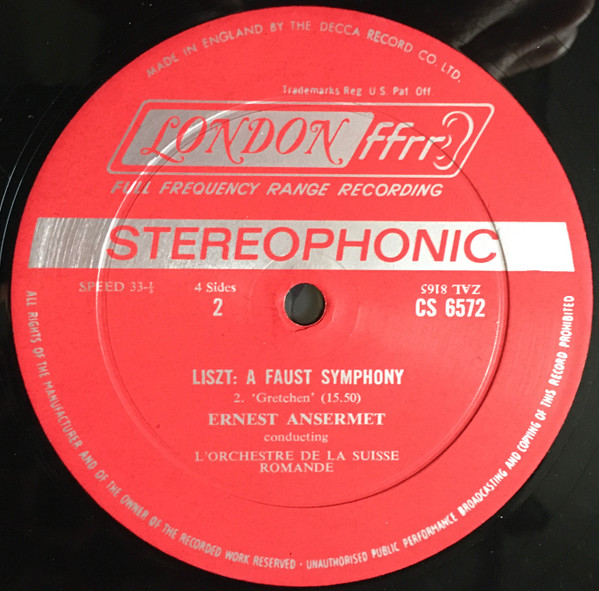 MADE IN ENGLAND BY THE DECCA RECORD CO. LTD.
Trademarks Reg U.S. Pat Off
LONDON ffrr
FULL FREQUENCY RANGE RECORDING
STEREOPHONIC
SPEED 33-⅓
4 Sides
2
ZAL 8165
CS 6572
LISZT: A FAUST SYMPHONY
2. 'Gretchen' (15.50)
ERNEST ANSERMET
conducting
L'ORCHESTRE DE LA SUISSE
ROMANDE
ALL RIGHTS OF THE MANUFACTURER AND OF THE OWNER OF THE RECORDED WORK RESERVED · UNAUTHORISED PUBLIC PERFORMANCE BROADCASTING AND COPYING OF THIS RECORD PROHIBITED